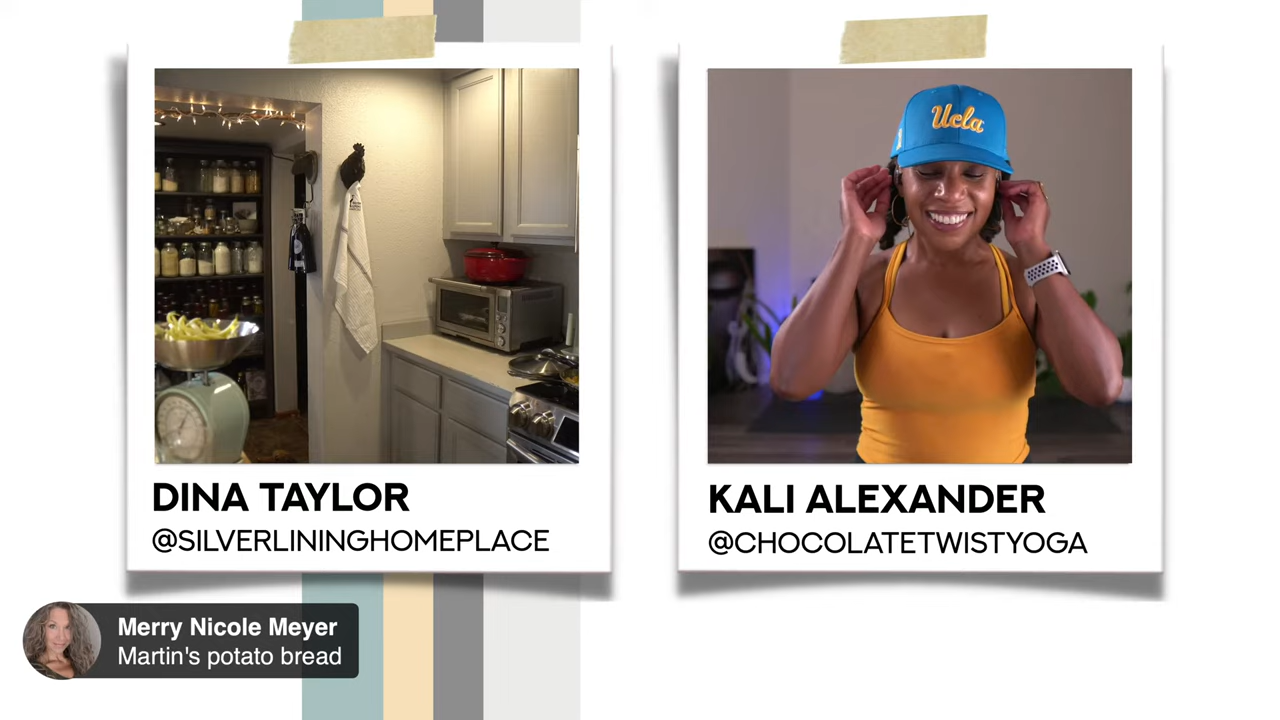 Ucla
DINA TAYLOR
@SILVERLININGHOMEPLACE
KALI ALEXANDER
@CHOCOLATETWISTYOGA
Merry Nicole Meyer
Martin's potato bread